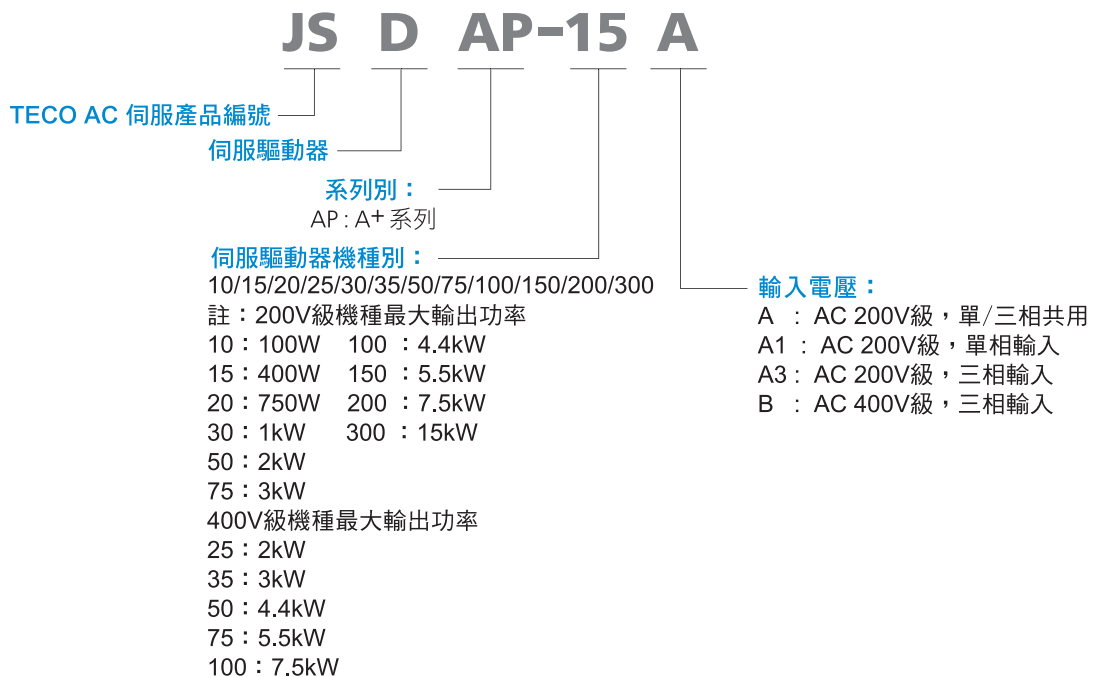 JS D AP-15 A
TECO AC 伺服產品編號
伺服驅動器
系列別：
AP : A+ 系列
伺服驅動器機種別：
10/15/20/25/30/35/50/75/100/150/200/300
註：200V級機種最大輸出功率
10：100W 100：4.4kW
15：400W 150：5.5kW
20：750W 200：7.5kW
30：1kW 300：15kW
50：2kW
75：3kW
400V級機種最大輸出功率
25：2kW
35：3kW
50：4.4kW
75：5.5kW
100：7.5kW
輸入電壓：
A : AC 200V級，單/三相共用
A1 : AC 200V級，單相輸入
A3 : AC 200V級，三相輸入
B : AC 400V級，三相輸入